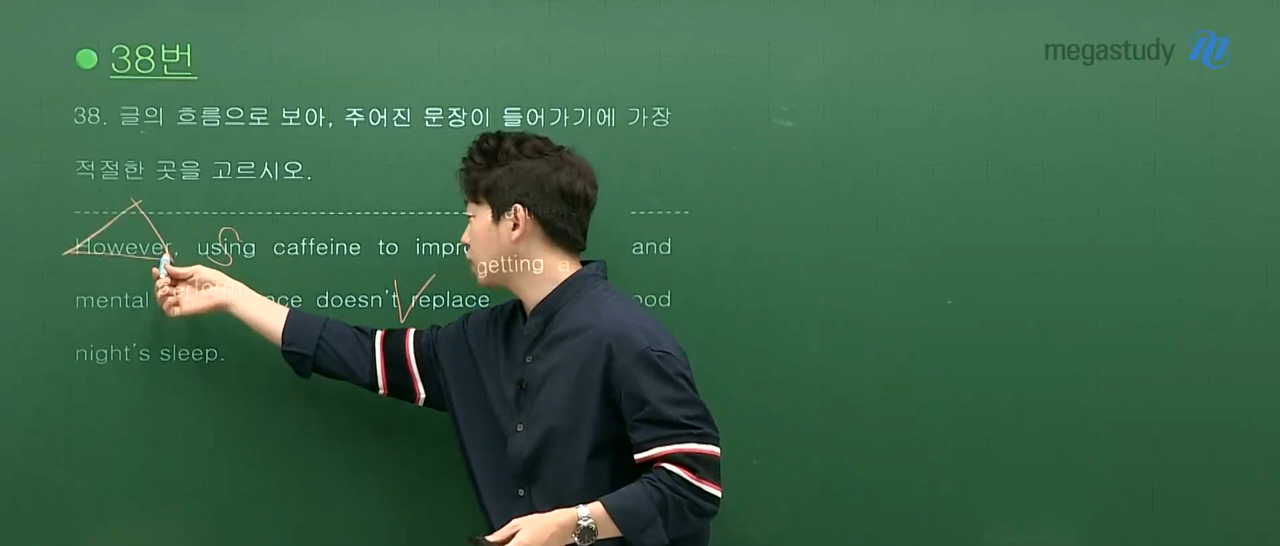 38번
megastudy
38. 글의 흐름으로 보아, 주어진 문장이 들어가기에 가장
적절한 곳을 고르시오.
However, using caffeine to and
mental doesn't replace getting a
night's sleep.